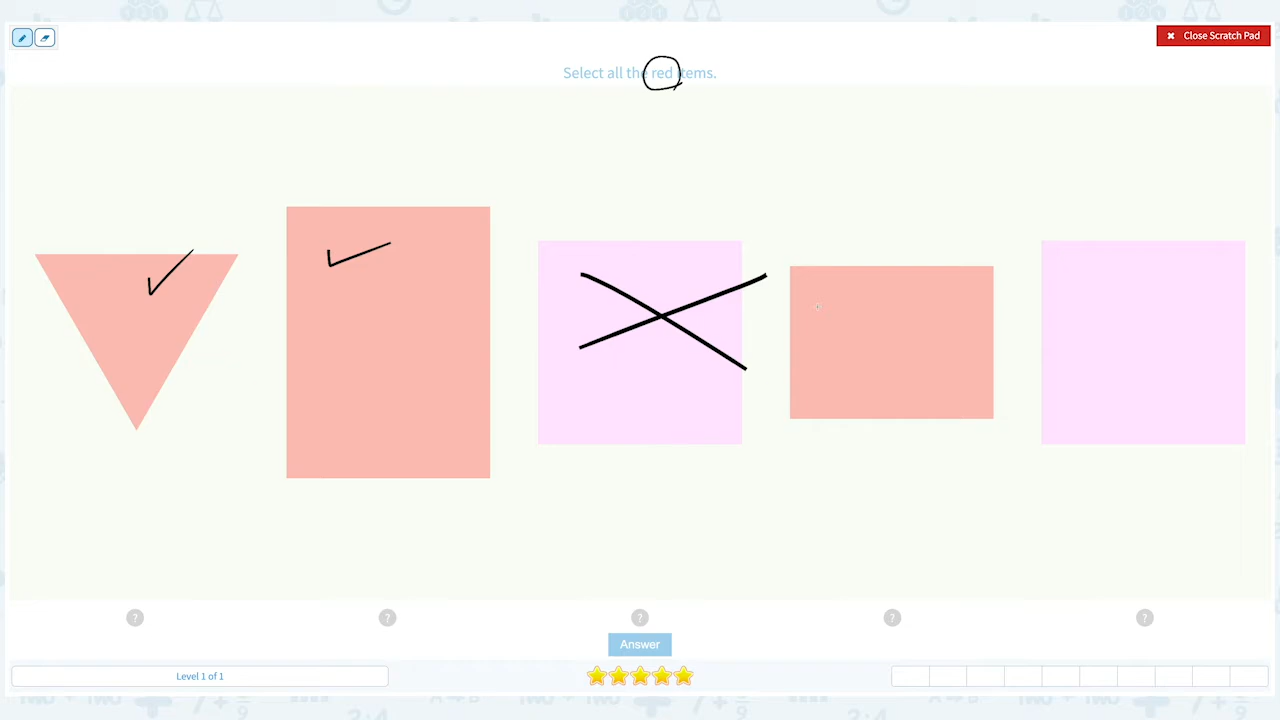 Close Scratch Pad
Select all the red items.
? ? ? ? ?
Answer
Level 1 of 1